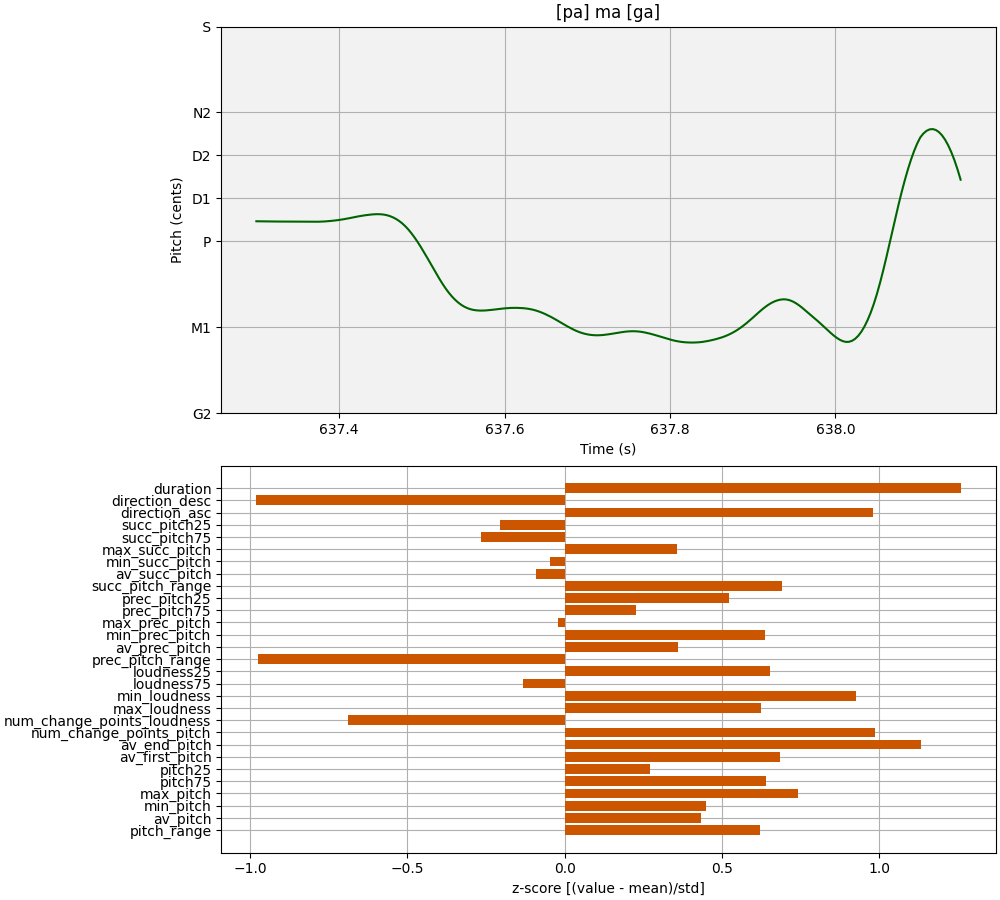 [pa] ma [ga]
S
N2
D2
D1
P
M1
G2
Pitch (cents)
637.4 637.6 637.8 638.0
Time (s)
duration
direction_desc
direction_asc
succ_pitch25
succ_pitch75
max_succ_pitch
min_succ_pitch
av_succ_pitch
succ_pitch_range
prec_pitch25
prec_pitch75
max_prec_pitch
min_prec_pitch
av_prec_pitch
prec_pitch_range
loudness25
loudness75
min_loudness
max_loudness
num_change_points_loudness
num_change_points_pitch
av_end_pitch
av_first_pitch
pitch25
pitch75
max_pitch
min_pitch
av_pitch
pitch_range
−1.0 −0.5 0.0 0.5 1.0
z-score [(value - mean)/std]